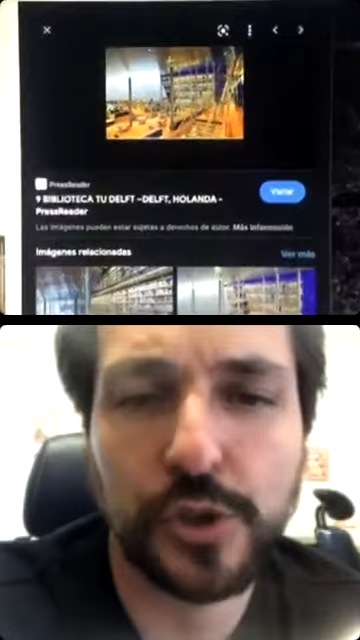 PressReader
9 BIBLIOTECA TU DELFT –DELFT, HOLANDA -
PressReader
Visitar
Las imágenes pueden estar sujetas a derechos de autor. Más información
Imágenes relacionadas
Ver más